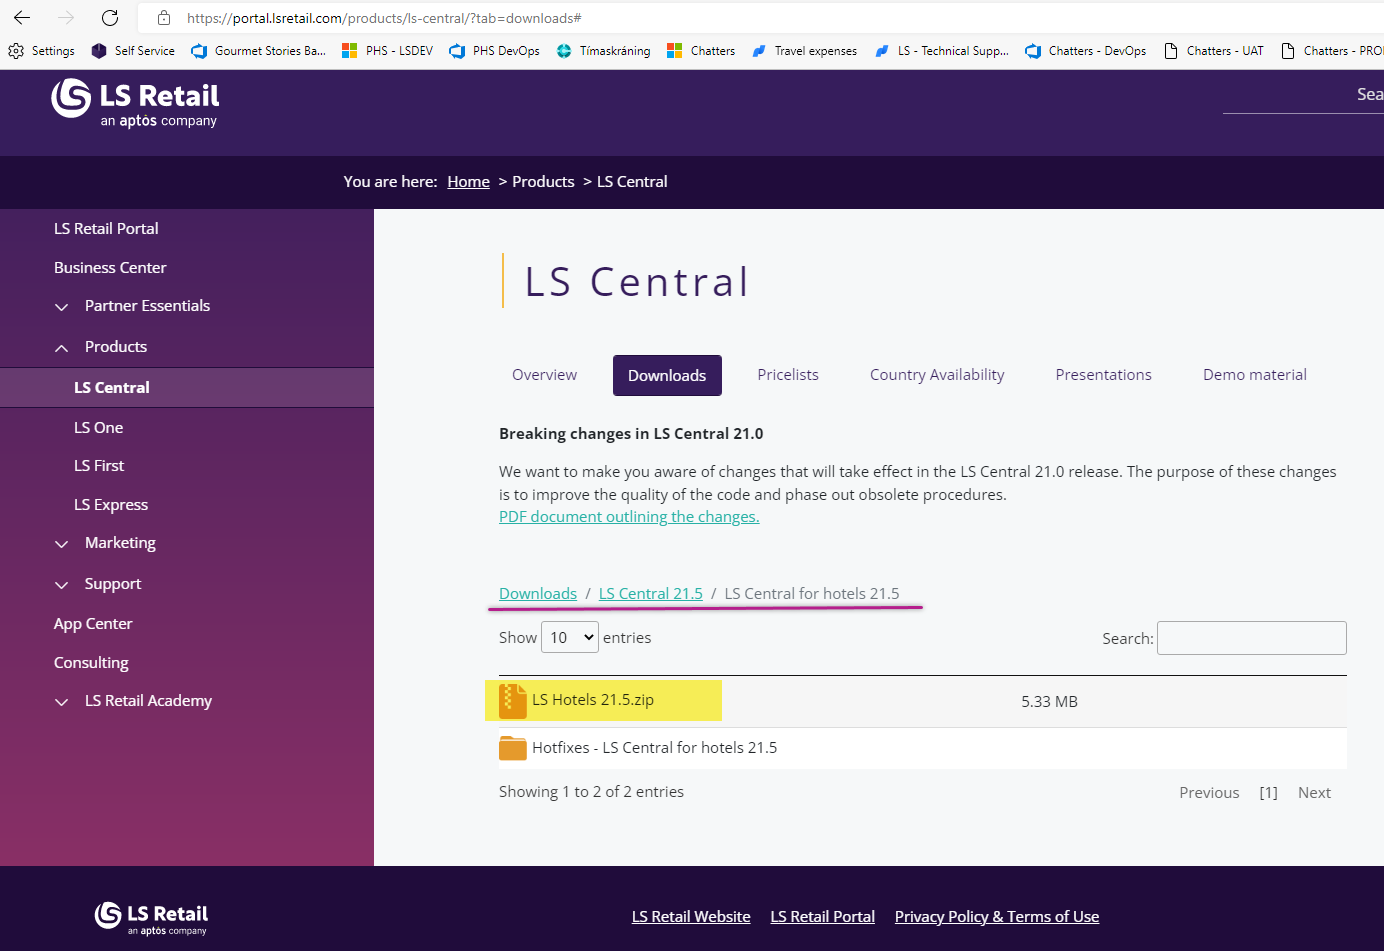 https://portal.lsretail.com/products/ls-central/?tab=downloads#
Settings Self Service Gourmet Stories Ba... PHS - LSDEV PHS DevOps Tímaskráning Chatters Travel expenses LS - Technical Supp... Chatters - DevOps Chatters - UAT Chatters - PRO
LS Retail
an aptos company
Sea
You are here: Home > Products > LS Central
LS Retail Portal
Business Center
Partner Essentials
Products
LS Central
LS One
LS First
LS Express
Marketing
Support
App Center
Consulting
LS Retail Academy
LS Central
Overview Downloads Pricelists Country Availability Presentations Demo material
Breaking changes in LS Central 21.0
We want to make you aware of changes that will take effect in the LS Central 21.0 release. The purpose of these changes
is to improve the quality of the code and phase out obsolete procedures.
PDF document outlining the changes.
Downloads / LS Central 21.5 / LS Central for hotels 21.5
Show 10 entries Search:
LS Hotels 21.5.zip 5.33 MB
Hotfixes - LS Central for hotels 21.5
Showing 1 to 2 of 2 entries Previous [1] Next
LS Retail
an aptos company
LS Retail Website LS Retail Portal Privacy Policy & Terms of Use